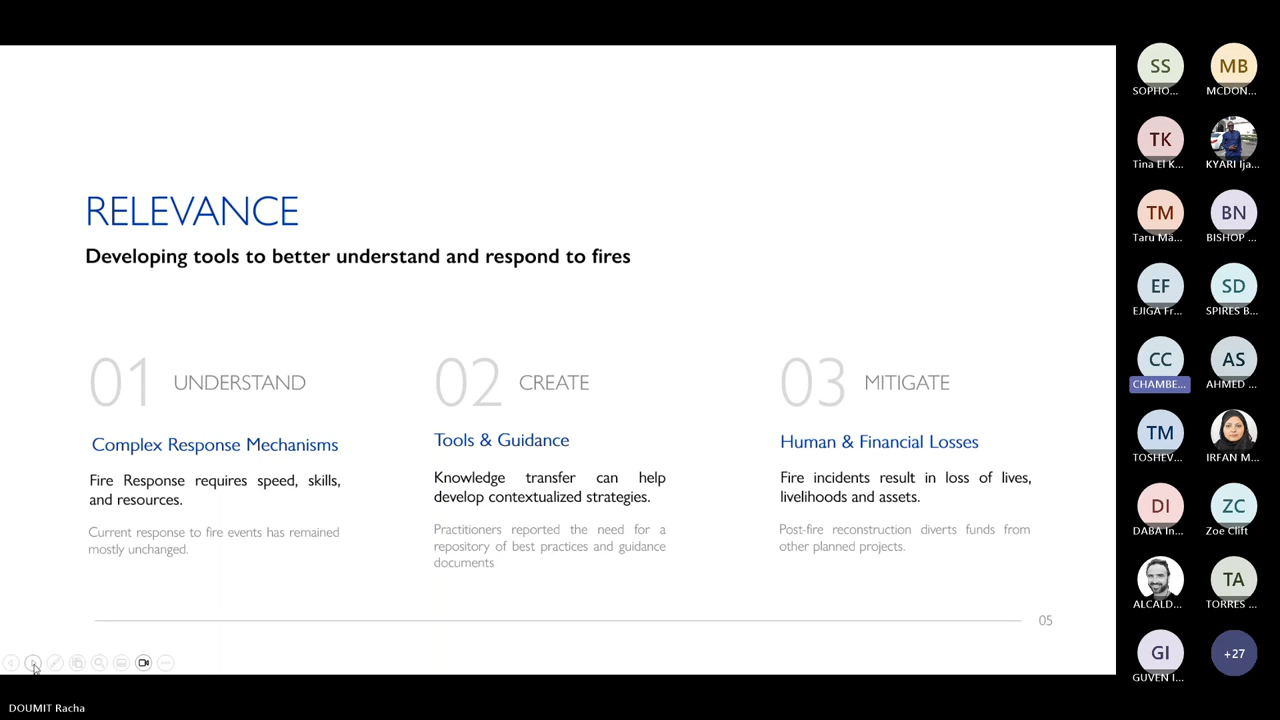 RELEVANCE
Developing tools to better understand and respond to fires
01 UNDERSTAND
Complex Response Mechanisms
Fire Response requires speed, skills,
and resources.
Current response to fire events has remained
mostly unchanged.
02 CREATE
Tools & Guidance
Knowledge transfer can help
develop contextualized strategies.
Practitioners reported the need for a
repository of best practices and guidance
documents
03 MITIGATE
Human & Financial Losses
Fire incidents result in loss of lives,
livelihoods and assets.
Post-fire reconstruction diverts funds from
other planned projects.
05
DOUMIT Racha
SS
SOPHO...
MB
MCDON...
TK
Tina El K...
KYARI Ija...
TM
Taru Mä...
BN
BISHOP ...
EF
EJIGA Fr...
SD
SPIRES B...
CC
CHAMBE...
AS
AHMED ...
TM
TOSHEV...
IRFAN M...
DI
DABA In...
ZC
Zoe Clift
ALCALD...
TA
TORRES ...
GI
GUVEN I...
+27